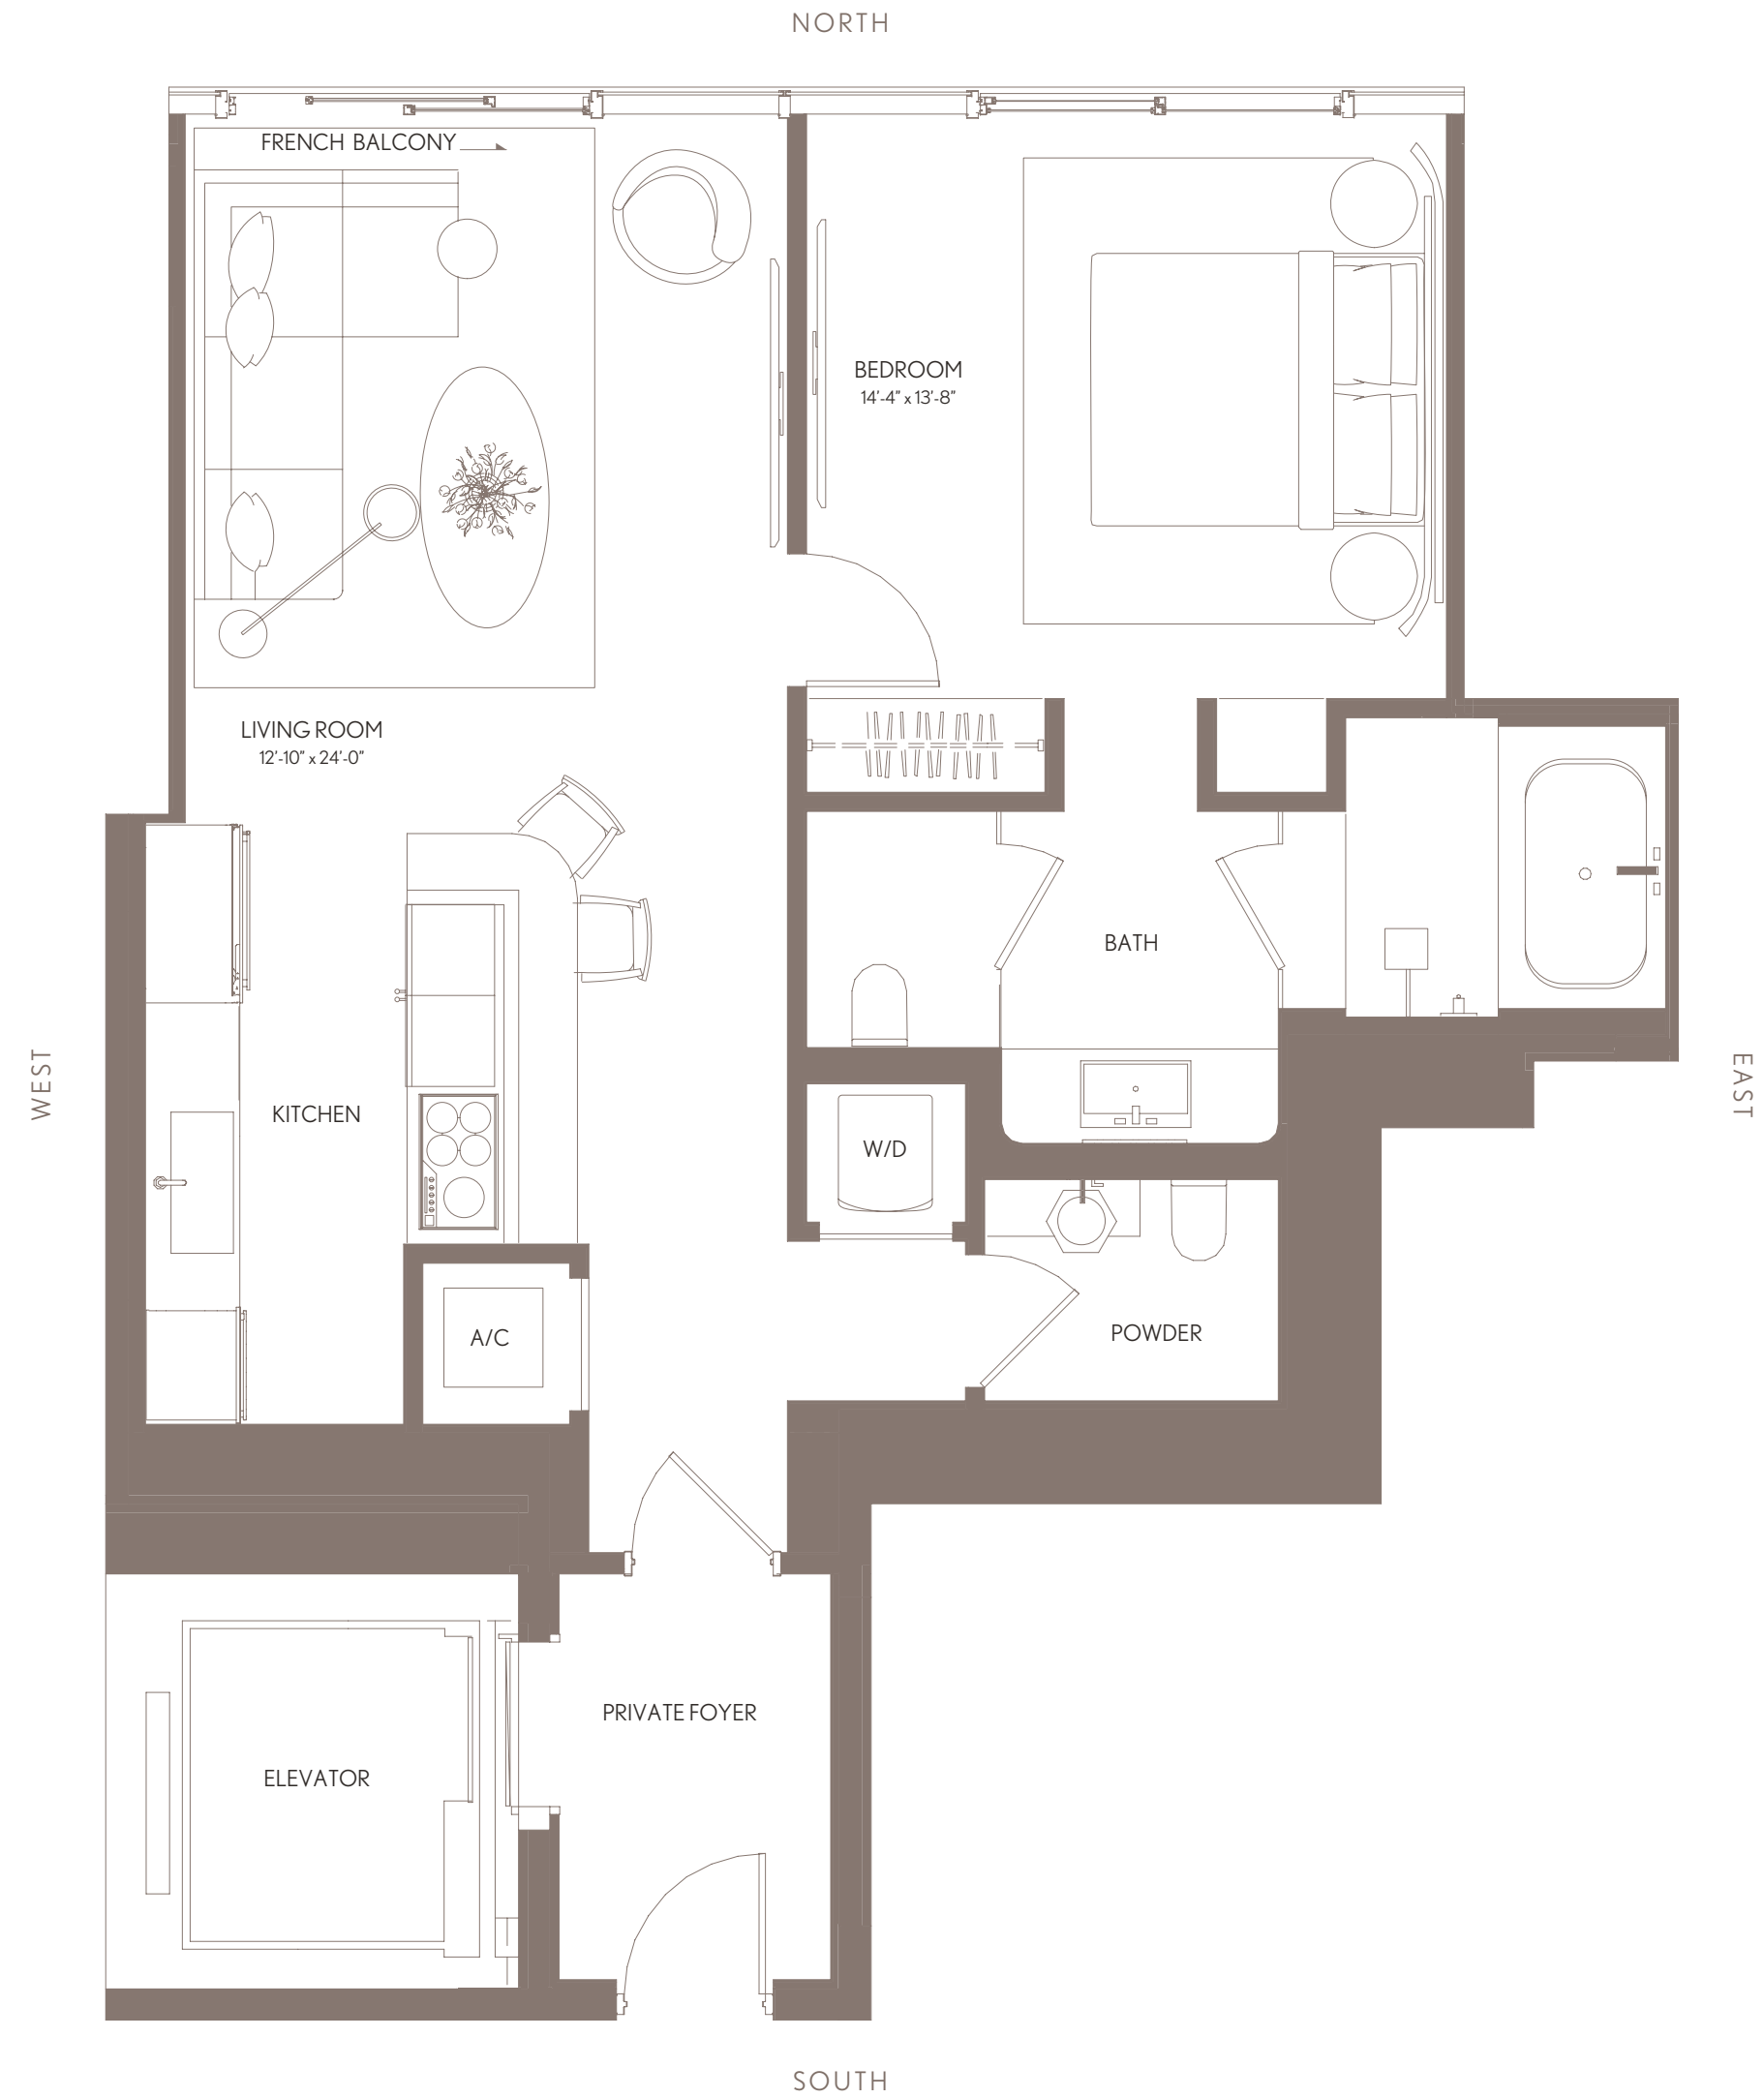 NORTH
FRENCH BALCONY
BEDROOM
14'-4" x 13'-8"
LIVING ROOM
12'-10" x 24'-0"
BATH
WEST
EAST
KITCHEN
W/D
A/C
POWDER
PRIVATE FOYER
ELEVATOR
SOUTH